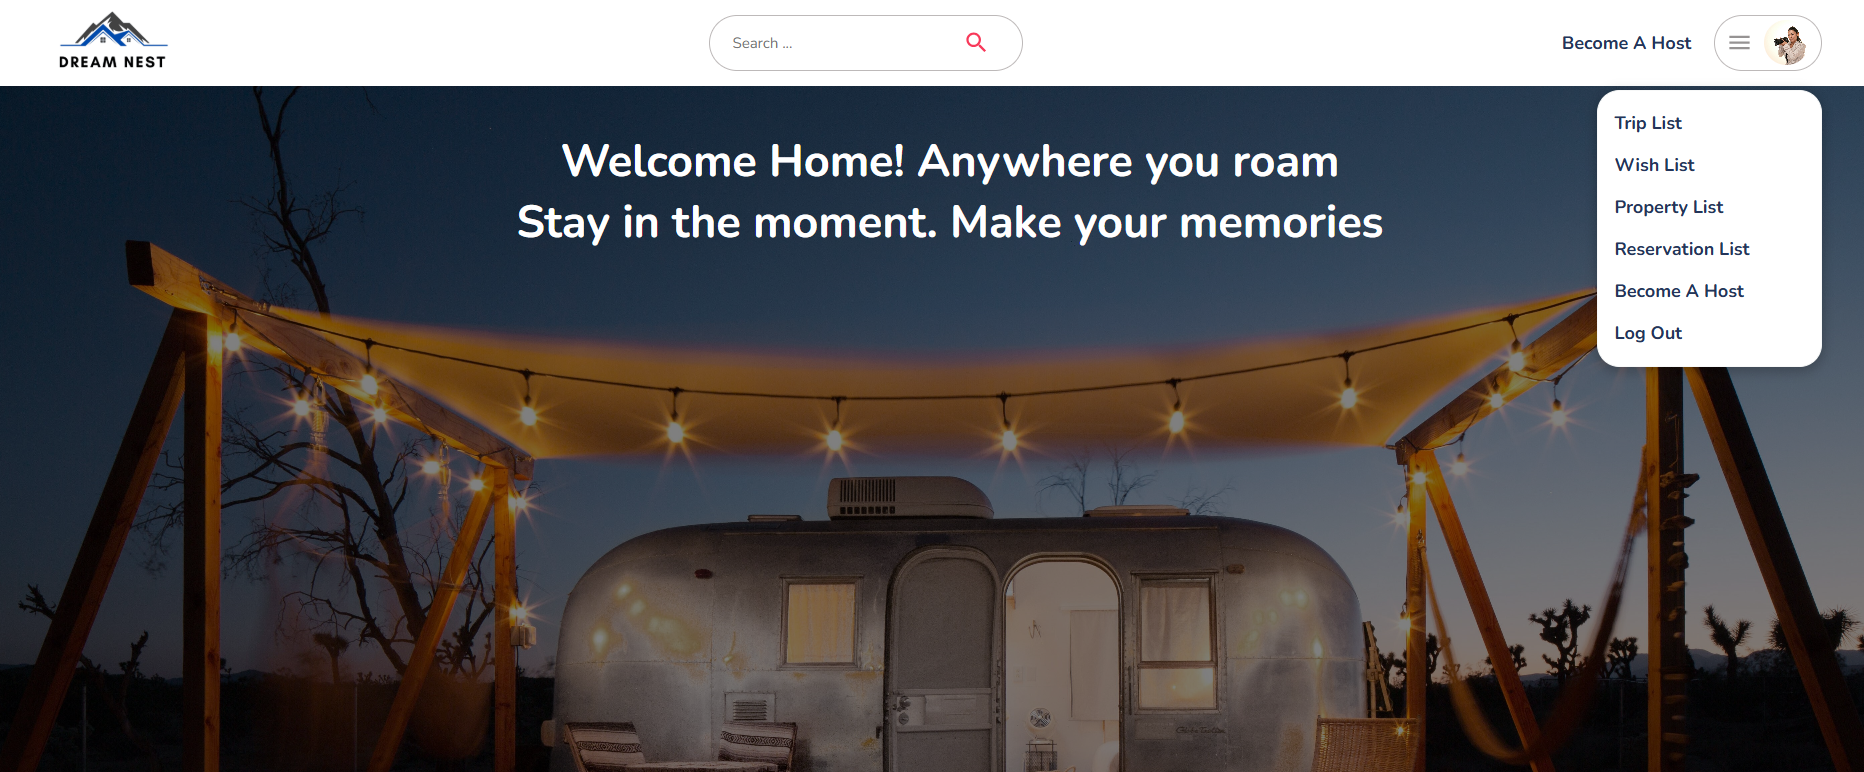 DREAM NEST
Search ...
Become A Host
Welcome Home! Anywhere you roam
Stay in the moment. Make your memories
Trip List
Wish List
Property List
Reservation List
Become A Host
Log Out